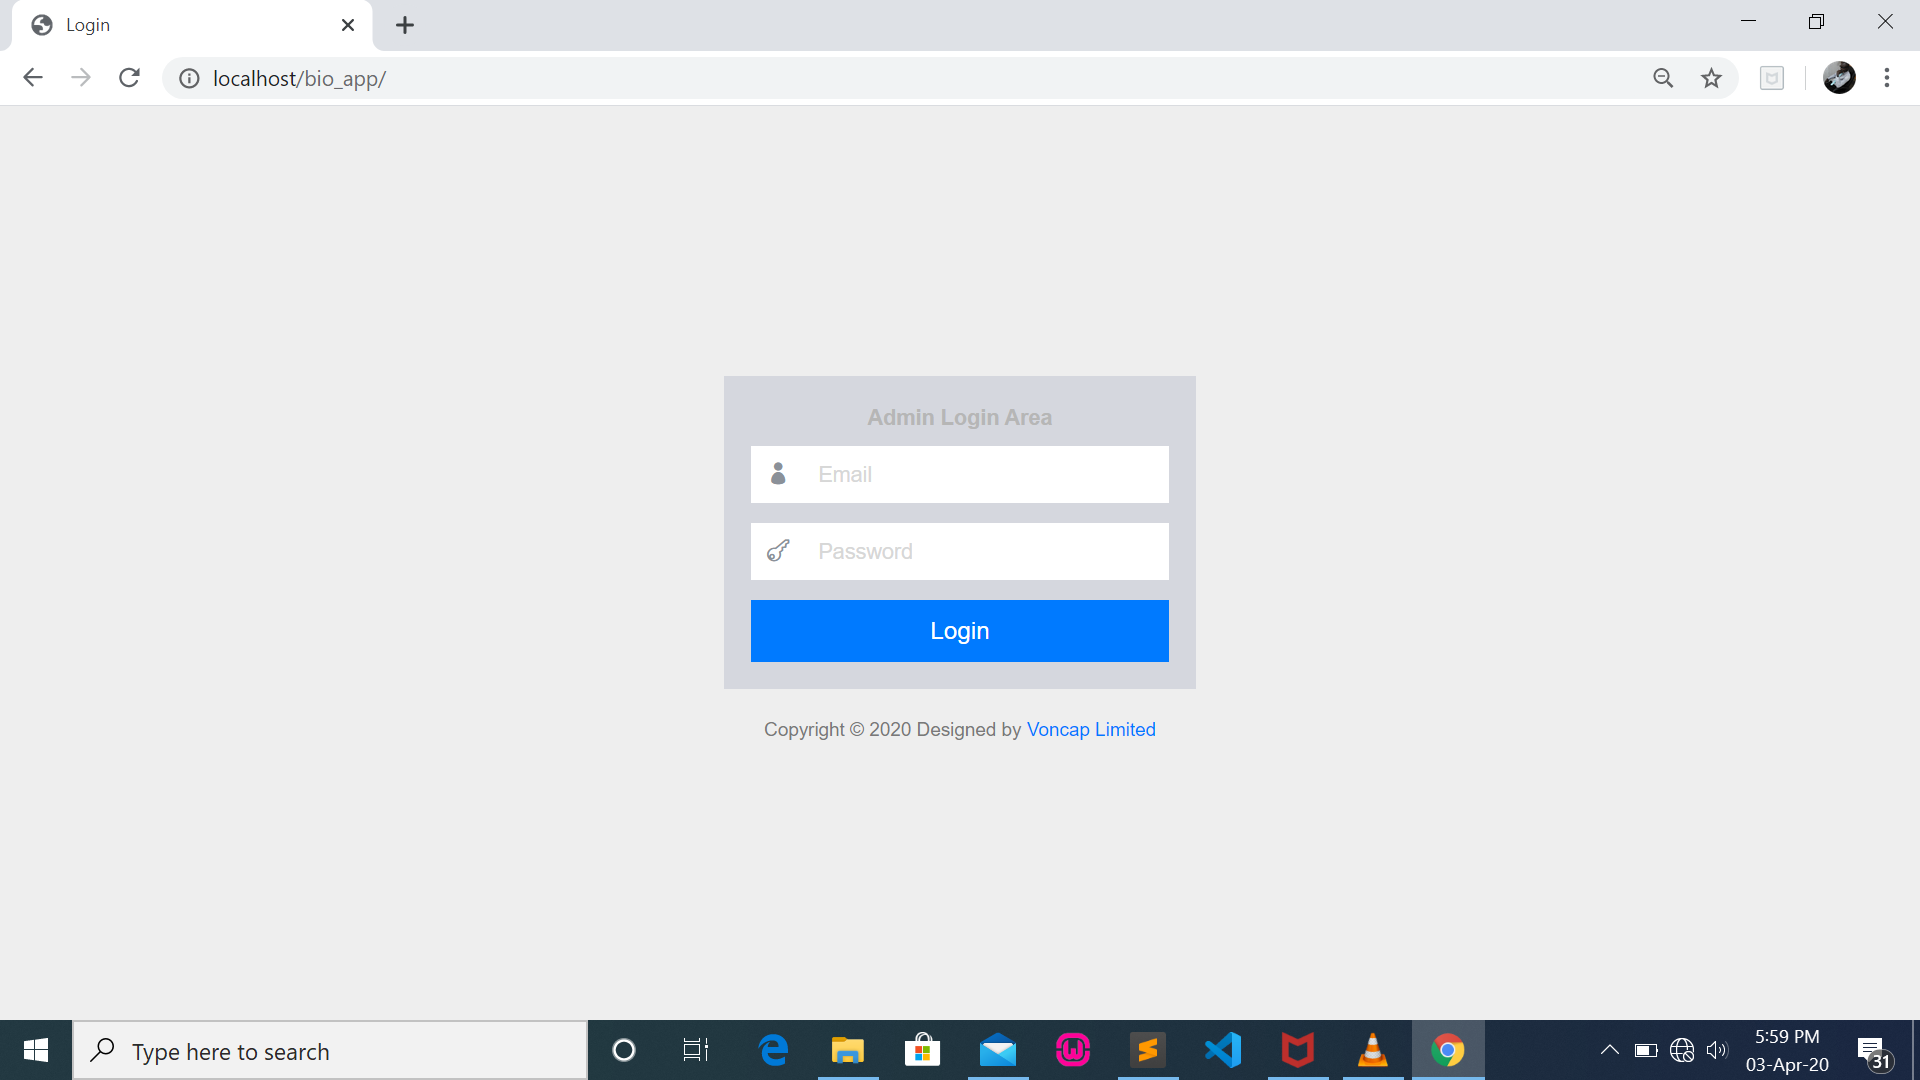 Login
localhost/bio_app/
Admin Login Area
Email
Password
Login
Copyright © 2020 Designed by Voncap Limited
Type here to search
5:59 PM
03-Apr-20
31